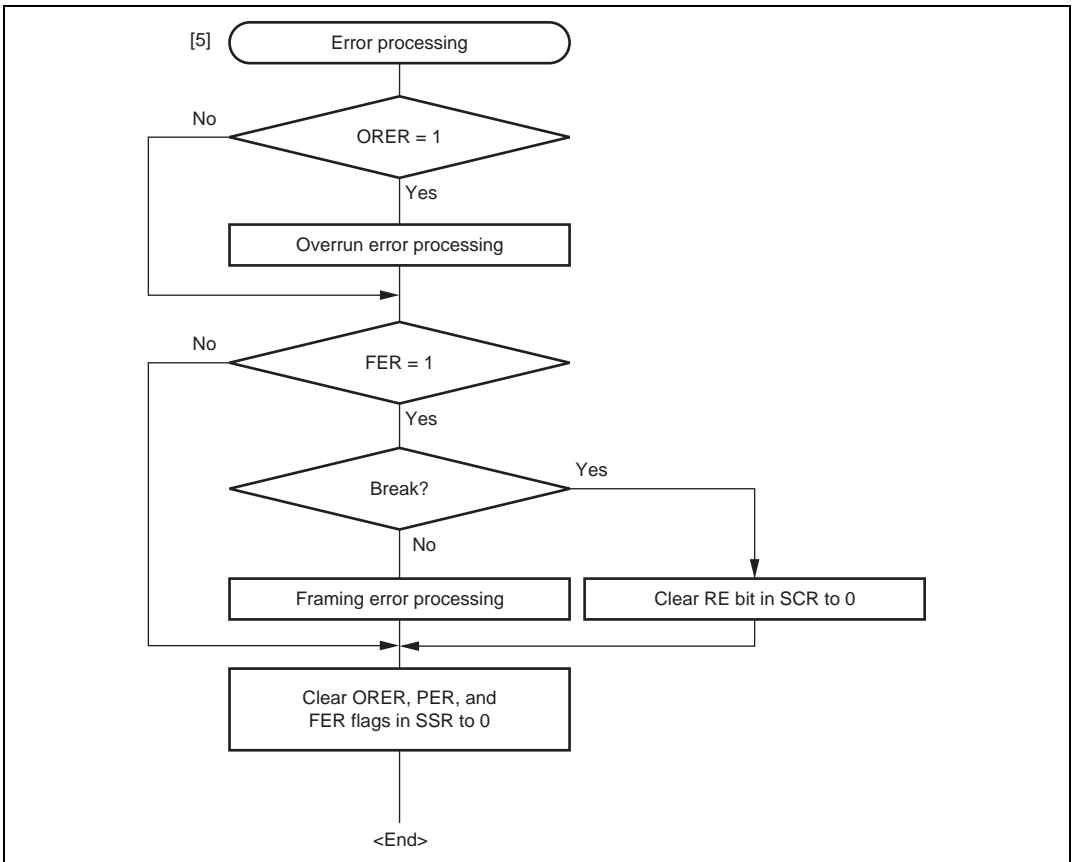 [5] Error processing
No
ORER = 1
Yes
Overrun error processing
No
FER = 1
Yes
Yes
Break?
No
Framing error processing
Clear RE bit in SCR to 0
Clear ORER, PER, and
FER flags in SSR to 0
<End>